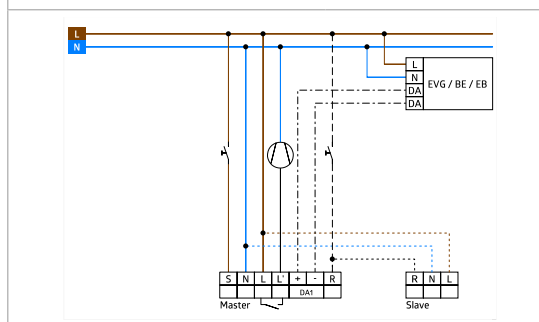 L
N
L
N
DA
DA
EVG / BE / EB
S N L L' + - R
DA1
Master
R N L
Slave